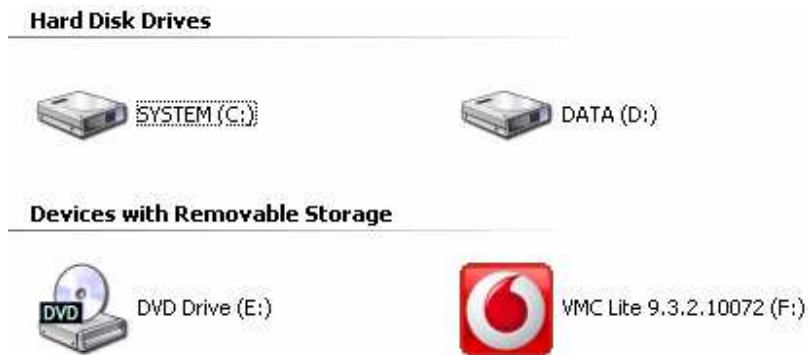 Hard Disk Drives
SYSTEM (C:)
DATA (D:)
Devices with Removable Storage
DVD
DVD Drive (E:)
VMC Lite 9.3.2.10072 (F:)